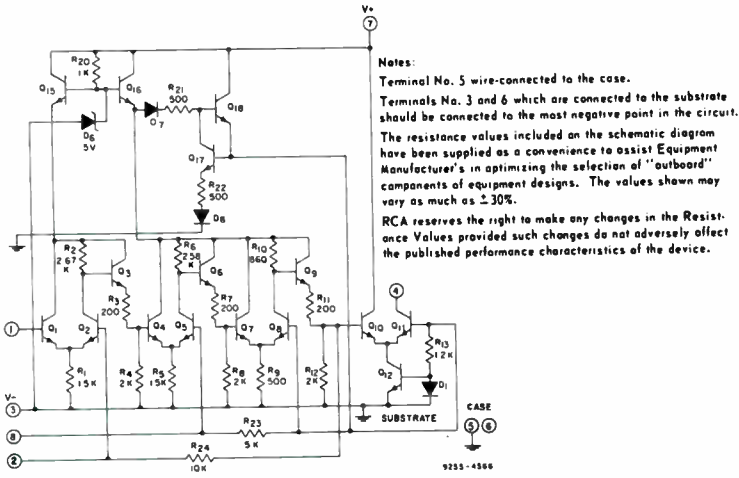 V+
7
Notes:
Terminal No. 5 wire-connected to the case.
Terminals No. 3 and 6 which are connected to the substrate
should be connected to the most negative point in the circuit.
The resistance values included on the schematic diagram
have been supplied as a convenience to assist Equipment
Manufacturer's in optimizing the selection of "outboard"
components of equipment designs. The values shown may
vary as much as ±30%.
RCA reserves the right to make any changes in the Resist-
ance Values provided such changes do not adversely affect
the published performance characteristics of the device.
R20
1K
Q15
Q16
R21
500
Q18
D7
D6
5V
Q17
R22
500
D8
R2
2.67
K
Q3
R6
2.58
K
Q6
R10
860
Q9
R3
200
R7
200
R11
200
4
1
Q1
Q2
Q4
Q5
Q7
Q8
Q10
Q11
R13
1.2 K
R1
1.5K
R4
2K
R5
1.5K
R8
2K
R9
500
R12
2K
Q12
D1
V-
3
SUBSTRATE
CASE
5
6
8
R23
5 K
2
R24
10K
9255-4566